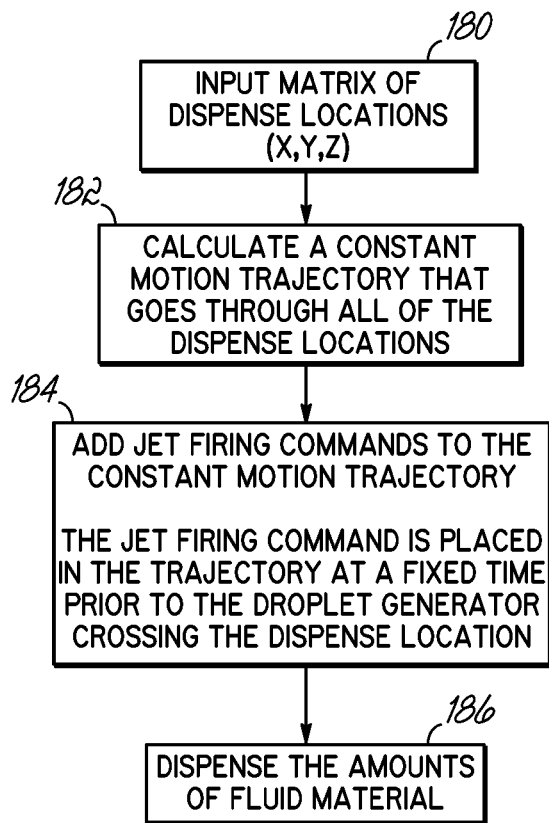 180
INPUT MATRIX OF
DISPENSE LOCATIONS
(X,Y,Z)
182
CALCULATE A CONSTANT
MOTION TRAJECTORY THAT
GOES THROUGH ALL OF THE
DISPENSE LOCATIONS
184
ADD JET FIRING COMMANDS TO THE
CONSTANT MOTION TRAJECTORY
THE JET FIRING COMMAND IS PLACED
IN THE TRAJECTORY AT A FIXED TIME
PRIOR TO THE DROPLET GENERATOR
CROSSING THE DISPENSE LOCATION
186
DISPENSE THE AMOUNTS
OF FLUID MATERIAL